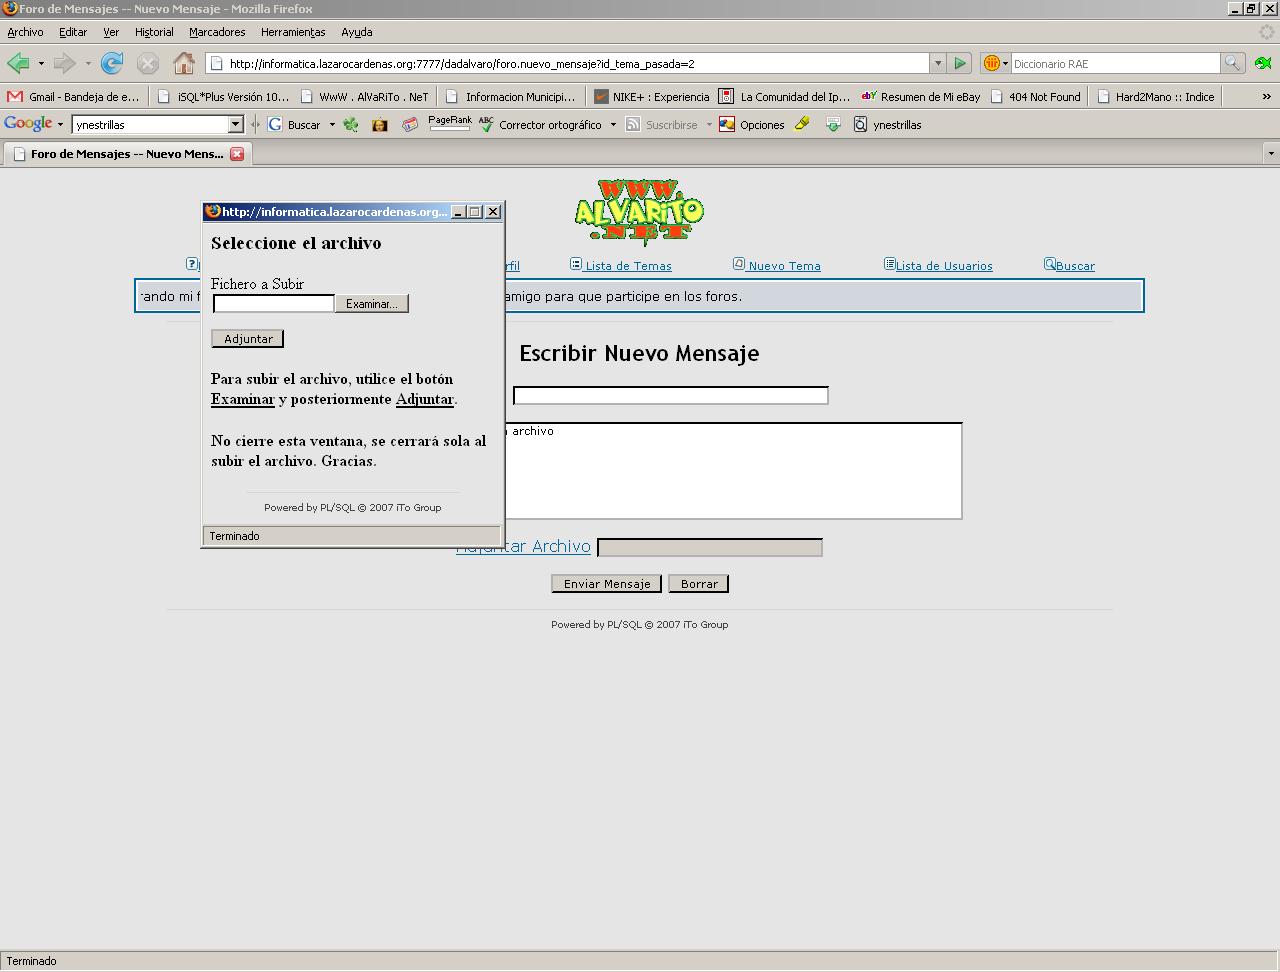 Foro de Mensajes -- Nuevo Mensaje - Mozilla Firefox
Archivo Editar Ver Historial Marcadores Herramientas Ayuda
http://informatica.lazarocardenas.org:7777/dadalvaro/foro.nuevo_mensaje?id_tema_pasada=2 Diccionario RAE
Gmail - Bandeja de e... iSQL*Plus Versión 10... WwW . AlVaRiTo . NeT Informacion Municipi... NIKE+ : Experiencia La Comunidad del Ip... Resumen de Mi eBay 404 Not Found Hard2Mano :: Indice »
Google ynestrillas Buscar PageRank Corrector ortográfico Suscribirse Opciones ynestrillas
Foro de Mensajes -- Nuevo Mens...
WWW.
ALVARITO
.NET
http://informatica.lazarocardenas.org...
Seleccione el archivo
Fichero a Subir
Examinar...
Adjuntar
Para subir el archivo, utilice el botón
Examinar y posteriormente Adjuntar.
No cierre esta ventana, se cerrará sola al
subir el archivo. Gracias.
Powered by PL/SQL © 2007 iTo Group
Terminado
rfil Lista de Temas Nuevo Tema Lista de Usuarios Buscar
rando mi f amigo para que participe en los foros.
Escribir Nuevo Mensaje
archivo
Adjuntar Archivo
Enviar Mensaje Borrar
Powered by PL/SQL © 2007 iTo Group
Terminado